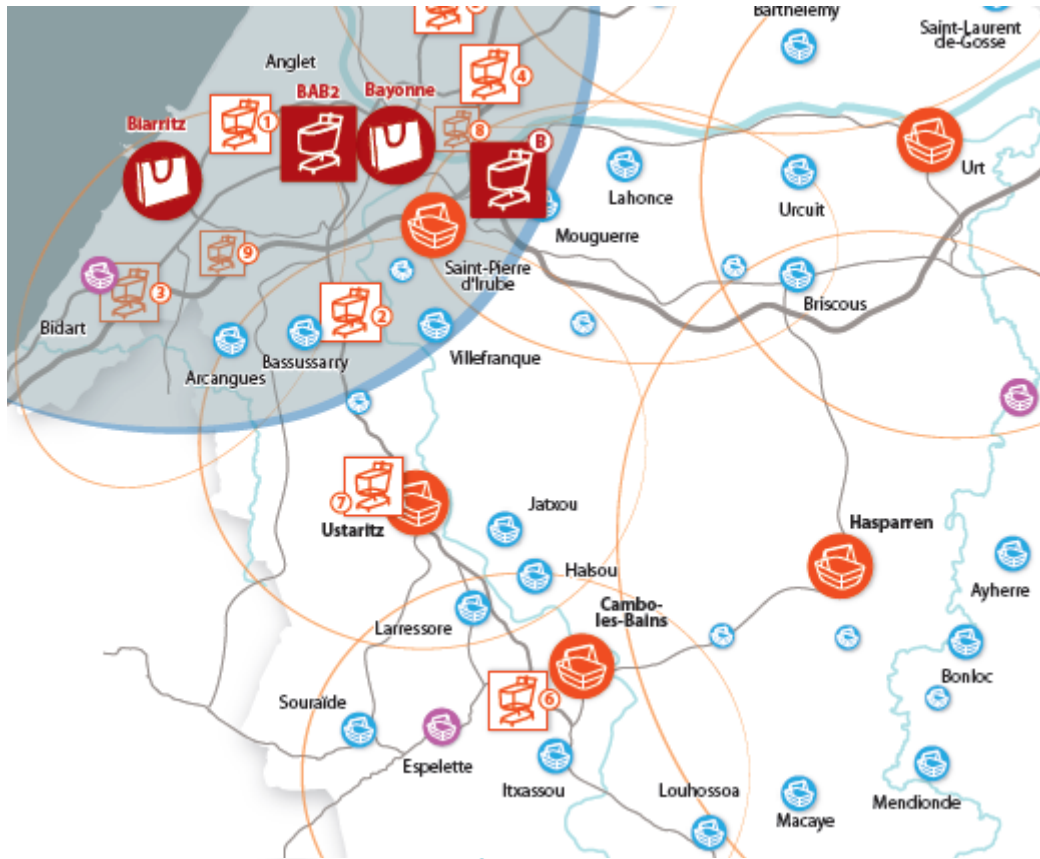 Barthelemy
Saint-Laurent
de-Gosse
Anglet
4
BAB2
Bayonne
1
Biarritz
8
B
Urt
Lahonce
Urcuit
Mouguerre
9
Saint-Pierre
d'Irube
3
Briscous
2
Bidart
Bassussarry
Villefranque
Arcangues
7
Jatxou
Ustaritz
Hasparren
Halsou
Ayherre
Cambo-
les-Bains
Larressore
Bonloc
6
Souraïde
Espelette
Itxassou
Louhossoa
Mendionde
Macaye